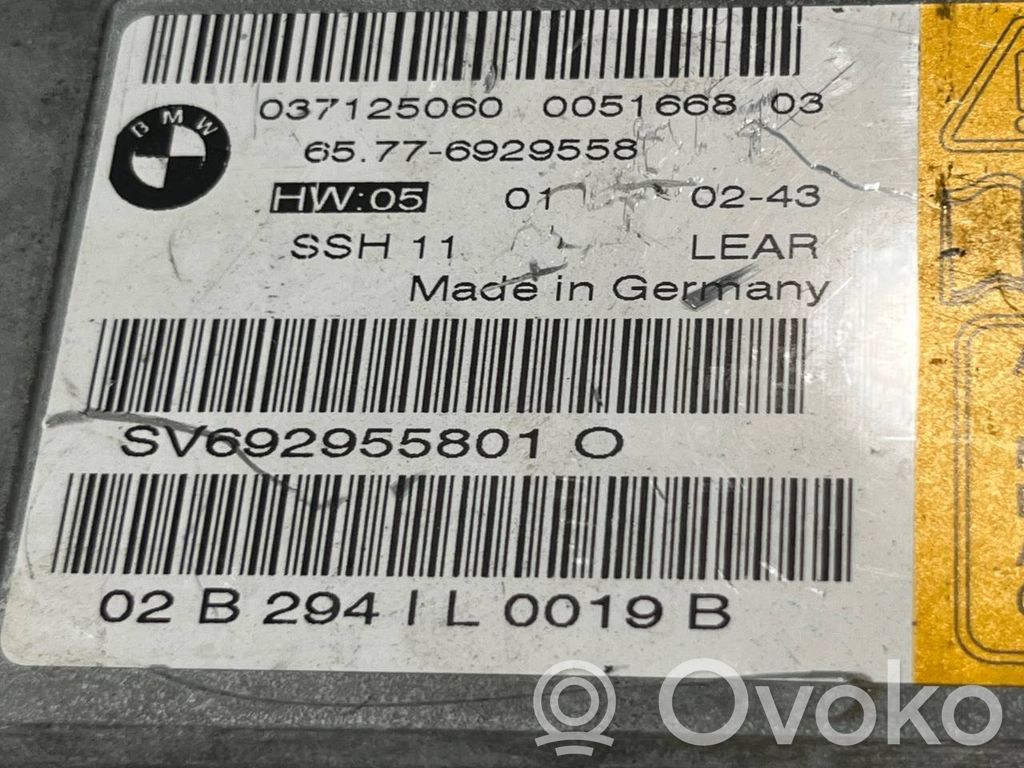 037125060 0051668 03
BMW
65.77-6929558
HW:05 01 02-43
SSH 11 LEAR
Made in Germany
SV692955801 O
02 B 294 I L 0019 B
Ovoko